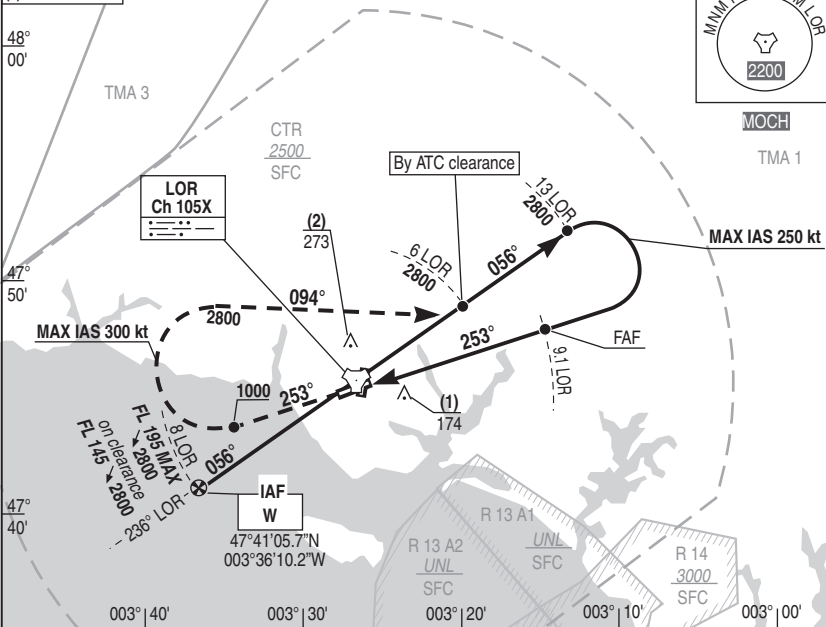 48°
00'
TMA 3
CTR
2500
SFC
2200
MOCH
TMA 1
By ATC clearance
LOR
Ch 105X
(2)
273
13 LOR
2800
6 LOR
2800
056°
MAX IAS 250 kt
47°
50'
094°
2800
MAX IAS 300 kt
253°
FAF
9.1 LOR
1000
253°
(1)
174
8 LOR
FL 195 MAX
2800
on clearance
FL 145
2800
056°
236° LOR
IAF
W
47°41'05.7"N
003°36'10.2"W
47°
40'
R 13 A1
UNL
SFC
R 13 A2
UNL
SFC
R 14
3000
SFC
003° 40'
003° 30'
003° 20'
003° 10'
003° 00'